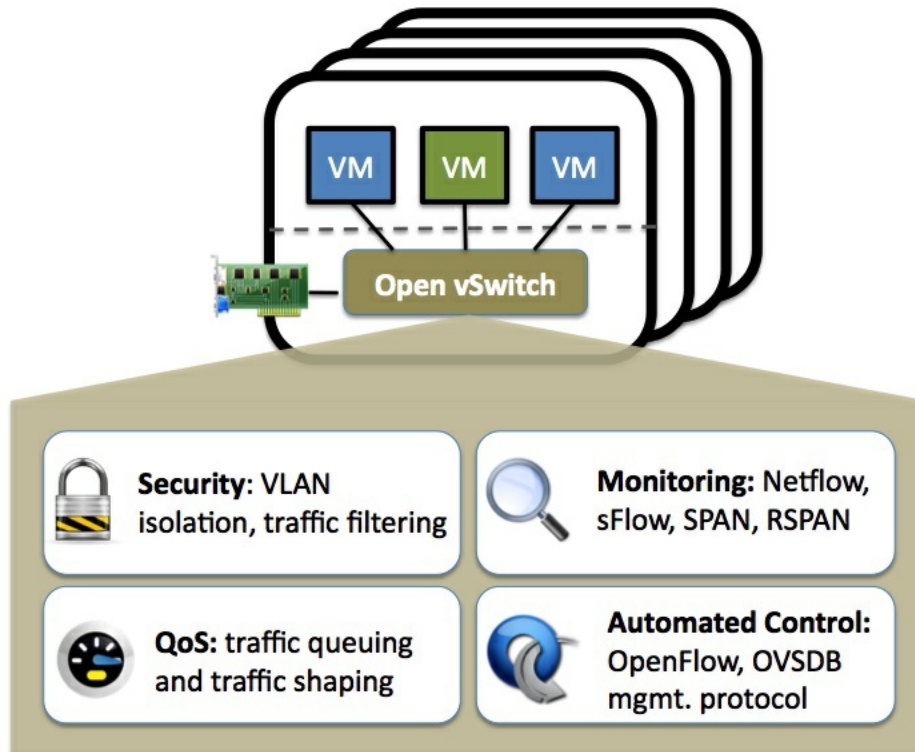 VM VM VM
Open vSwitch
Security: VLAN
isolation, traffic filtering
Monitoring: Netflow,
sFlow, SPAN, RSPAN
QoS: traffic queuing
and traffic shaping
Automated Control:
OpenFlow, OVSDB
mgmt. protocol